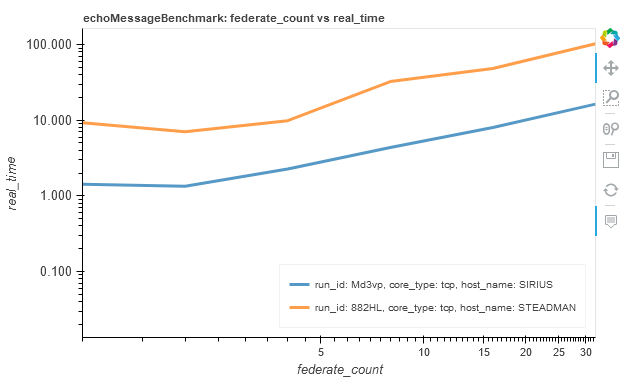 echoMessageBenchmark: federate_count vs real_time
100.000
10.000
1.000
0.100
real_time
run_id: Md3vp, core_type: tcp, host_name: SIRIUS
run_id: 882HL, core_type: tcp, host_name: STEADMAN
5 10 15 20 25 30
federate_count